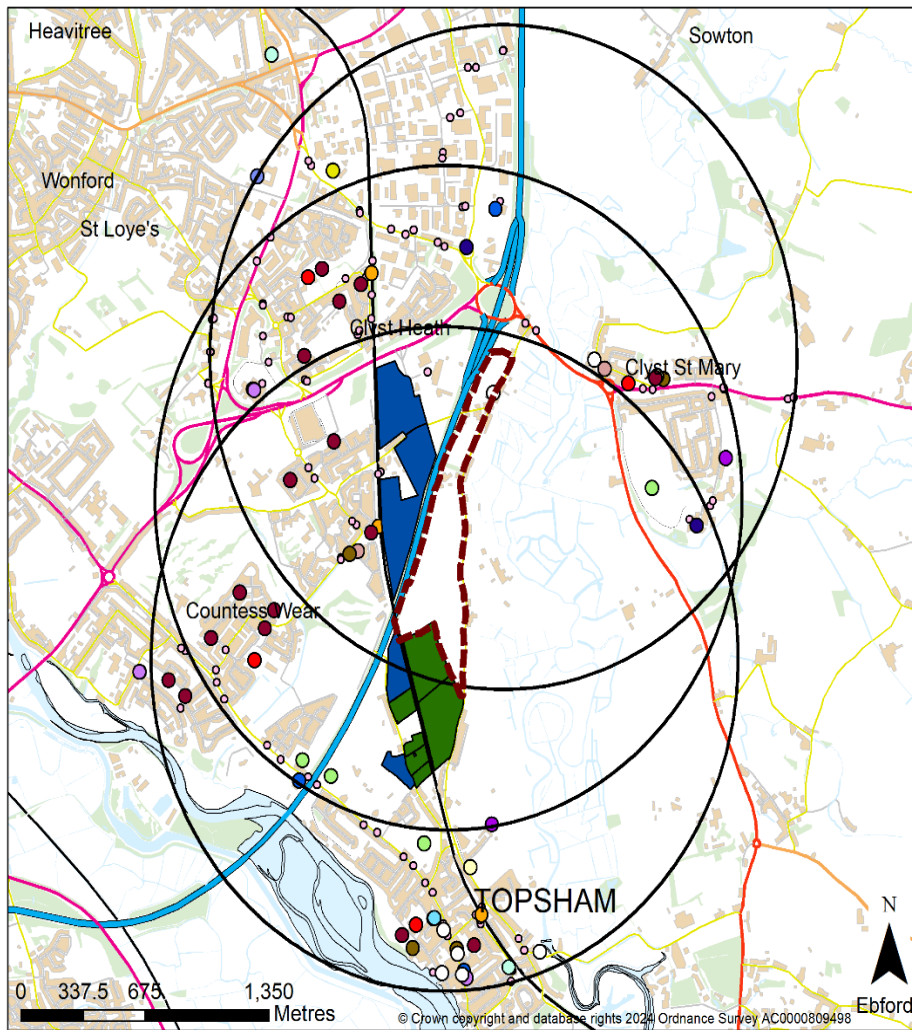 Heavitree
Sowton
Wonford
St Loye's
Clyst Heath
Clyst St Mary
Countess Wear
TOPSHAM
N
0 337.5 675 1,350
Metres
Ebford
© Crown copyright and database rights 2024 Ordnance Survey AC0000809498